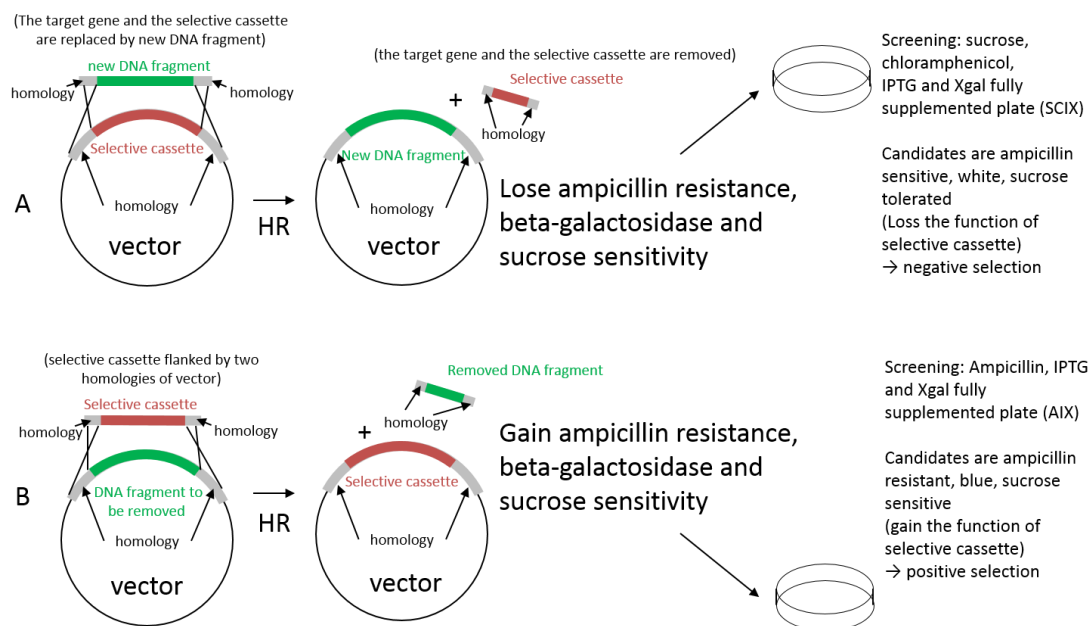 (The target gene and the selective cassette
are replaced by new DNA fragment)
new DNA fragment
homology
homology
Selective cassette
A
homology
vector
HR
(the target gene and the selective cassette are removed)
Selective cassette
+
homology
New DNA fragment
homology
vector
Lose ampicillin resistance,
beta-galactosidase and
sucrose sensitivity
Screening: sucrose,
chloramphenicol,
IPTG and Xgal fully
supplemented plate (SCIX)
Candidates are ampicillin
sensitive, white, sucrose
tolerated
(Loss the function of
selective cassette)
→ negative selection
(selective cassette flanked by two
homologies of vector)
Selective cassette
homology
homology
B
DNA fragment to
be removed
homology
vector
HR
Removed DNA fragment
homology
+
Selective cassette
homology
vector
Gain ampicillin resistance,
beta-galactosidase and
sucrose sensitivity
Screening: Ampicillin, IPTG
and Xgal fully
supplemented plate (AIX)
Candidates are ampicillin
resistant, blue, sucrose
sensitive
(gain the function of
selective cassette)
→ positive selection